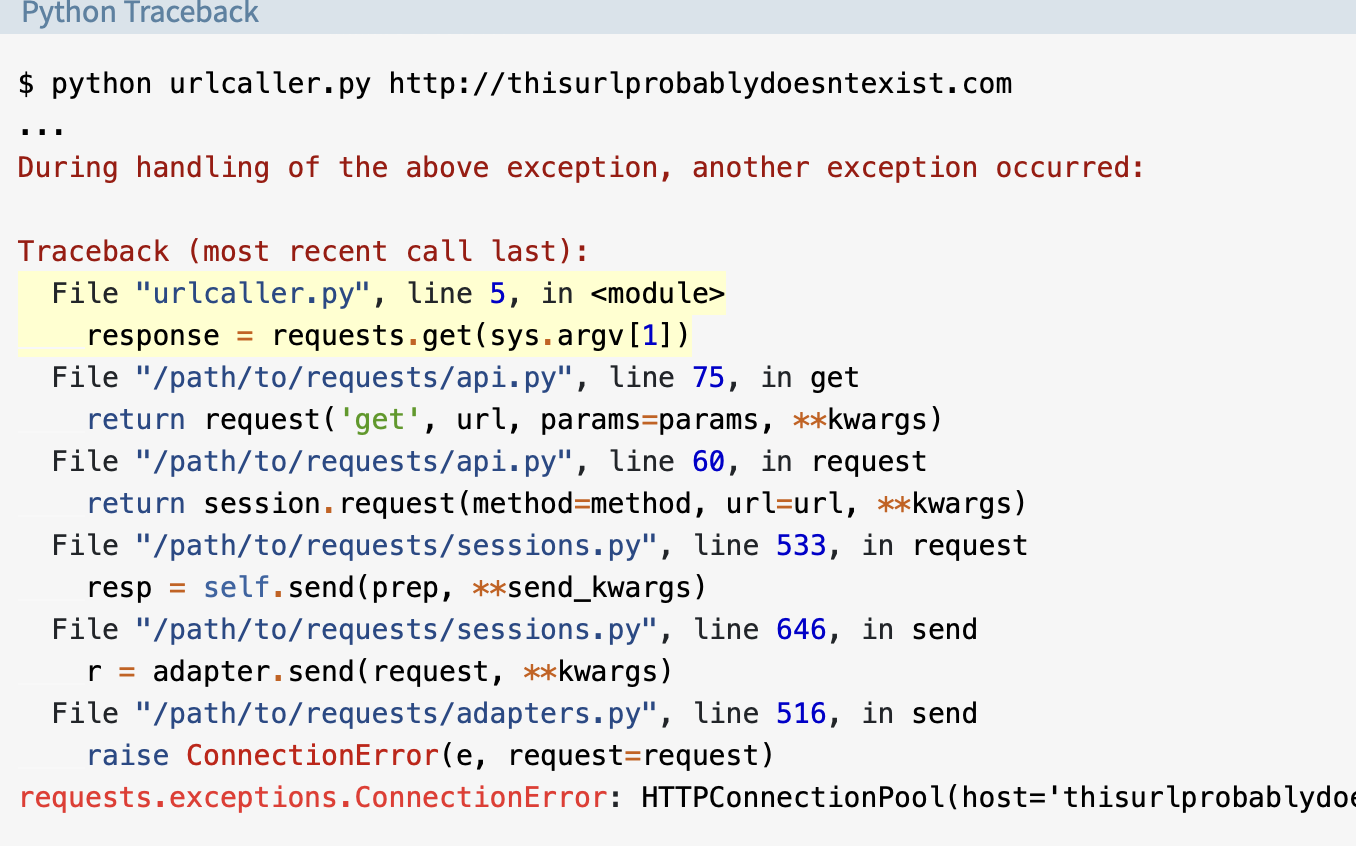 Python Traceback
$ python urlcaller.py http://thisurlprobablydoesntexist.com
...
During handling of the above exception, another exception occurred:
Traceback (most recent call last):
  File "urlcaller.py", line 5, in <module>
    response = requests.get(sys.argv[1])
  File "/path/to/requests/api.py", line 75, in get
    return request('get', url, params=params, **kwargs)
  File "/path/to/requests/api.py", line 60, in request
    return session.request(method=method, url=url, **kwargs)
  File "/path/to/requests/sessions.py", line 533, in request
    resp = self.send(prep, **send_kwargs)
  File "/path/to/requests/sessions.py", line 646, in send
    r = adapter.send(request, **kwargs)
  File "/path/to/requests/adapters.py", line 516, in send
    raise ConnectionError(e, request=request)
requests.exceptions.ConnectionError: HTTPConnectionPool(host='thisurlprobablydoe